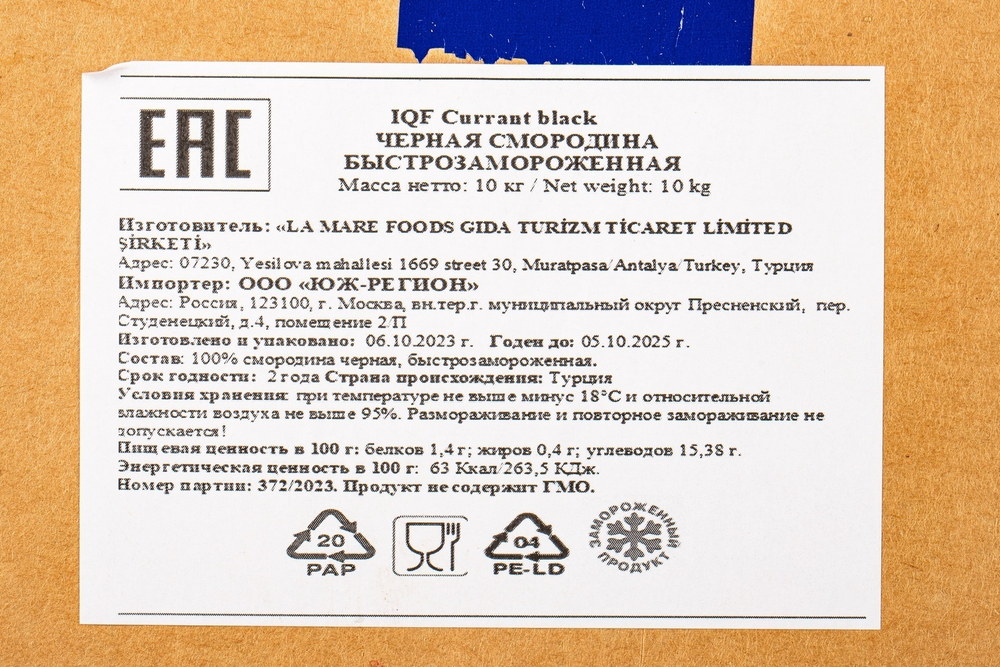 EAC
IQF Currant black
ЧЕРНАЯ СМОРОДИНА
БЫСТРОЗАМОРОЖЕННАЯ
Масса нетто: 10 кг / Net weight: 10 kg
Изготовитель: «LA MARE FOODS GIDA TURİZM TİCARET LİMİTED
ŞİRKETİ»
Адрес: 07230, Yesilova mahallesi 1669 street 30, Muratpasa/Antalya/Turkey, Турция
Импортер: ООО «ЮЖ-РЕГИОН»
Адрес: Россия, 123100, г. Москва, вн.тер.г. муниципальный округ Пресненский, пер.
Студенецкий, д.4, помещение 2/П
Изготовлено и упаковано: 06.10.2023 г. Годен до: 05.10.2025 г.
Состав: 100% смородина черная, быстрозамороженная.
Срок годности: 2 года Страна происхождения: Турция
Условия хранения: при температуре не выше минус 18°С и относительной
влажности воздуха не выше 95%. Размораживание и повторное замораживание не
допускается!
Пищевая ценность в 100 г: белков 1,4 г; жиров 0,4 г; углеводов 15,38 г.
Энергетическая ценность в 100 г: 63 Ккал/263,5 КДж.
Номер партии: 372/2023. Продукт не содержит ГМО.
20
PAP
04
PE-LD
ЗАМОРОЖЕННЫЙ
ПРОДУКТ